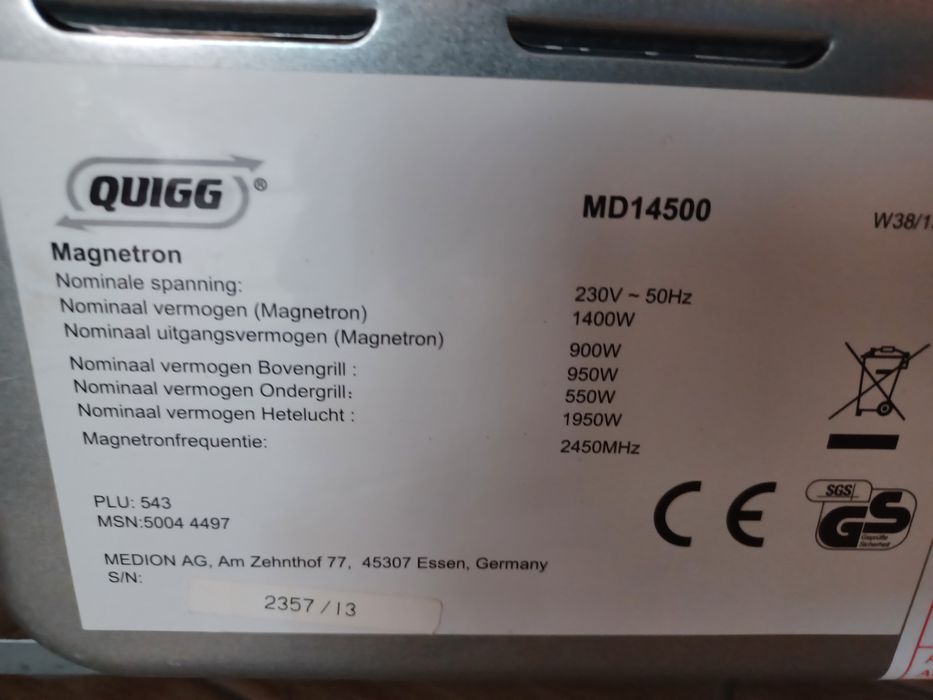 QUIGG®
MD14500
Magnetron
Nominale spanning: 230V ~ 50Hz
Nominaal vermogen (Magnetron) 1400W
Nominaal uitgangsvermogen (Magnetron) 900W
Nominaal vermogen Bovengrill : 950W
Nominaal vermogen Ondergrill: 550W
Nominaal vermogen Hetelucht : 1950W
Magnetronfrequentie: 2450MHz
PLU: 543
MSN:5004 4497
CE
SGS
GS
Geprüfte
Sicherheit
MEDION AG, Am Zehnthof 77, 45307 Essen, Germany
S/N:
2357/13